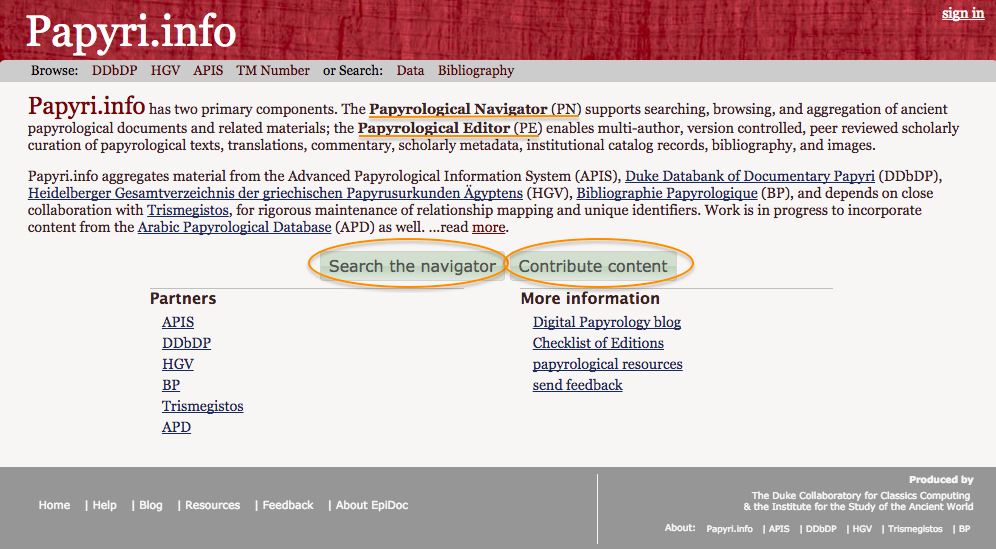 Papyri.info
sign in
Browse: DDbDP HGV APIS TM Number or Search: Data Bibliography
Papyri.info has two primary components. The Papyrological Navigator (PN) supports searching, browsing, and aggregation of ancient
papyrological documents and related materials; the Papyrological Editor (PE) enables multi-author, version controlled, peer reviewed scholarly
curation of papyrological texts, translations, commentary, scholarly metadata, institutional catalog records, bibliography, and images.
Papyri.info aggregates material from the Advanced Papyrological Information System (APIS), Duke Databank of Documentary Papyri (DDbDP),
Heidelberger Gesamtverzeichnis der griechischen Papyrusurkunden Ägyptens (HGV), Bibliographie Papyrologique (BP), and depends on close
collaboration with Trismegistos, for rigorous maintenance of relationship mapping and unique identifiers. Work is in progress to incorporate
content from the Arabic Papyrological Database (APD) as well. ...read more.
Search the navigator
Contribute content
Partners
APIS
DDbDP
HGV
BP
Trismegistos
APD
More information
Digital Papyrology blog
Checklist of Editions
papyrological resources
send feedback
Home | Help | Blog | Resources | Feedback | About EpiDoc
Produced by
The Duke Collaboratory for Classics Computing
& the Institute for the Study of the Ancient World
About: Papyri.info | APIS | DDbDP | HGV | Trismegistos | BP